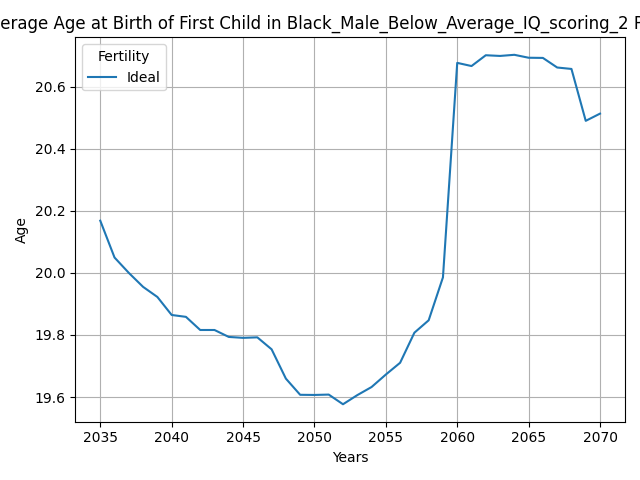 erage Age at Birth of First Child in Black_Male_Below_Average_IQ_scoring_2
Fertility
Ideal
20.6
20.4
20.2
20.0
19.8
19.6
Age
2035 2040 2045 2050 2055 2060 2065 2070
Years